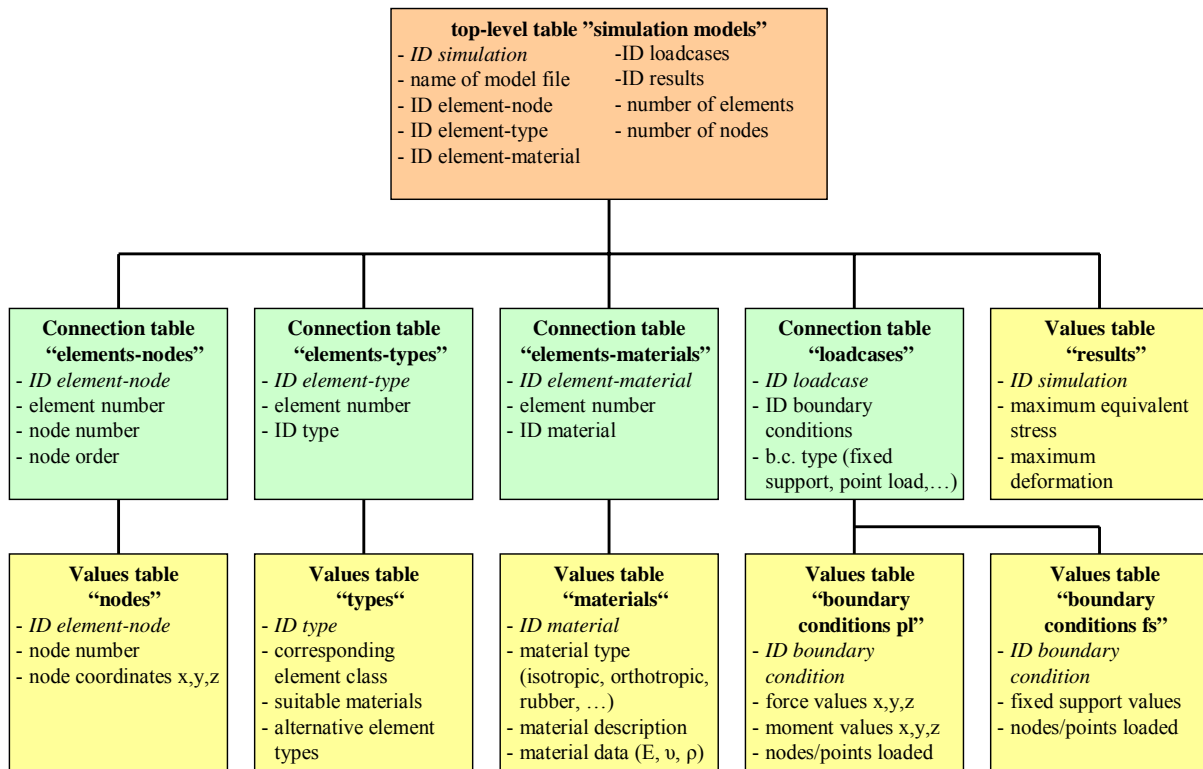 top-level table ”simulation models”
- ID simulation
- name of model file
- ID element-node
- ID element-type
- ID element-material
-ID loadcases
-ID results
- number of elements
- number of nodes
Connection table
“elements-nodes”
- ID element-node
- element number
- node number
- node order
Connection table
“elements-types”
- ID element-type
- element number
- ID type
Connection table
“elements-materials”
- ID element-material
- element number
- ID material
Connection table
“loadcases”
- ID loadcase
- ID boundary
conditions
- b.c. type (fixed
support, point load,…)
Values table
“results”
- ID simulation
- maximum equivalent
stress
- maximum
deformation
Values table
“nodes”
- ID element-node
- node number
- node coordinates x,y,z
Values table
“types“
- ID type
- corresponding
element class
- suitable materials
- alternative element
types
Values table
“materials“
- ID material
- material type
(isotropic, orthotropic,
rubber, …)
- material description
- material data (E, υ, ρ)
Values table
“boundary
conditions pl”
- ID boundary
condition
- force values x,y,z
- moment values x,y,z
- nodes/points loaded
Values table
“boundary
conditions fs”
- ID boundary
condition
- fixed support values
- nodes/points loaded